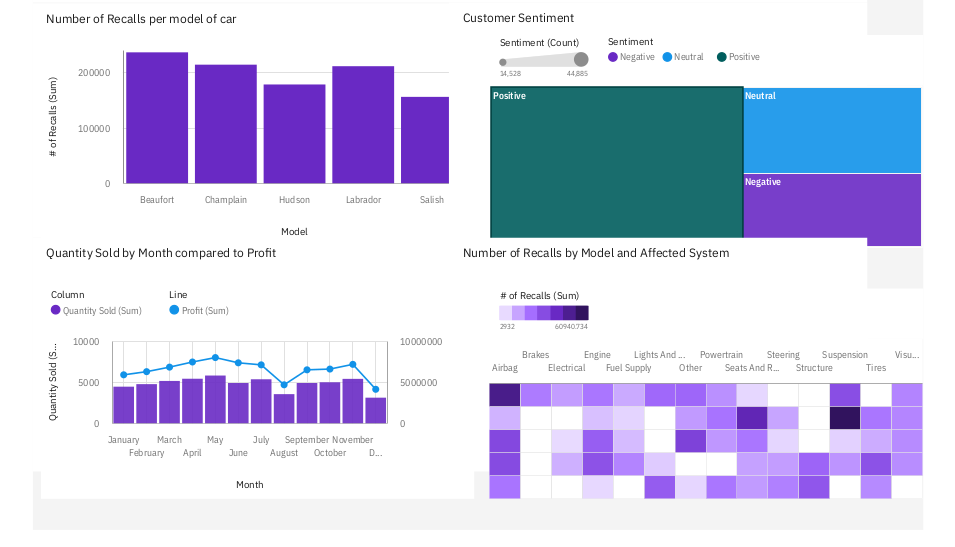 Number of Recalls per model of car
# of Recalls (Sum)
200000
100000
0
Beaufort Champlain Hudson Labrador Salish
Model
Customer Sentiment
Sentiment (Count)
14,528 44,885
Sentiment
Negative Neutral Positive
Positive
Neutral
Negative
Quantity Sold by Month compared to Profit
Column Line
Quantity Sold (Sum) Profit (Sum)
Quantity Sold (S...
10000 10000000
5000 5000000
0 0
January March May July September November
February April June August October D...
Month
Number of Recalls by Model and Affected System
# of Recalls (Sum)
2932 60940.734
Brakes Engine Lights And ... Powertrain Steering Suspension Visu...
Airbag Electrical Fuel Supply Other Seats And R... Structure Tires